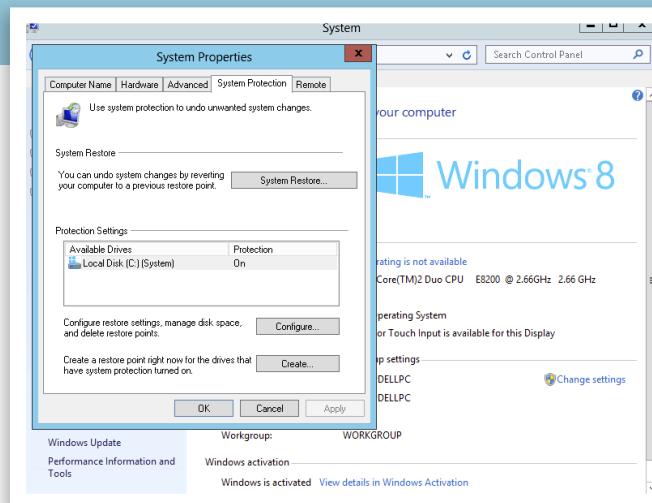 System
System Properties
x
Search Control Panel
Computer Name Hardware Advanced System Protection Remote
Use system protection to undo unwanted system changes.
your computer
System Restore
You can undo system changes by reverting
your computer to a previous restore point.
System Restore...
Windows 8
Protection Settings
Available Drives Protection
Local Disk (C:) (System) On
rating is not available
Core(TM)2 Duo CPU E8200 @ 2.66GHz 2.66 GHz
perating System
or Touch Input is available for this Display
Configure restore settings, manage disk space,
and delete restore points.
Configure...
Create a restore point right now for the drives that
have system protection turned on.
Create...
p settings
DELLPC
Change settings
DELLPC
OK Cancel Apply
Workgroup: WORKGROUP
Windows Update
Performance Information and
Tools
Windows activation
Windows is activated View details in Windows Activation